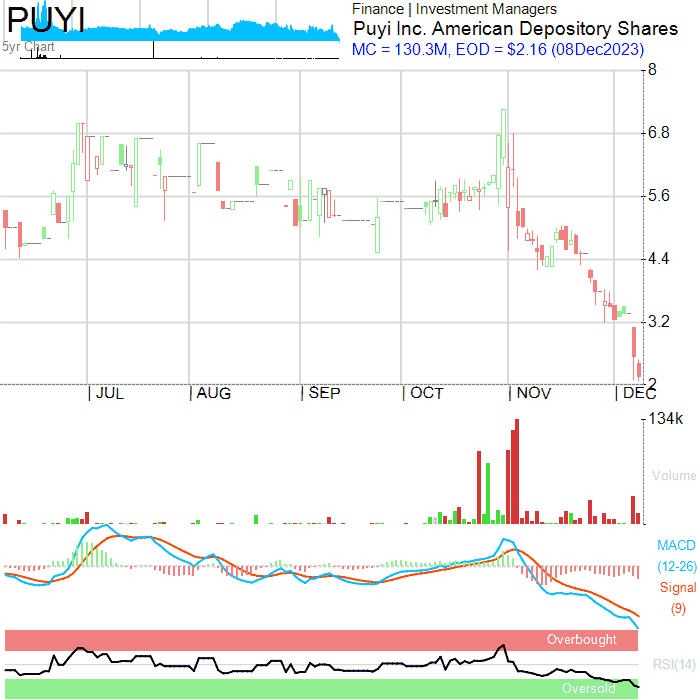 PUYI
5yr Chart
Finance | Investment Managers
Puyi Inc. American Depository Shares
MC = 130.3M, EOD = $2.16 (08Dec2023)
8
6.8
5.6
4.4
3.2
2
JUL AUG SEP OCT NOV DEC
134k
Volume
MACD
(12-26)
Signal
(9)
Overbought
RSI(14)
Oversold